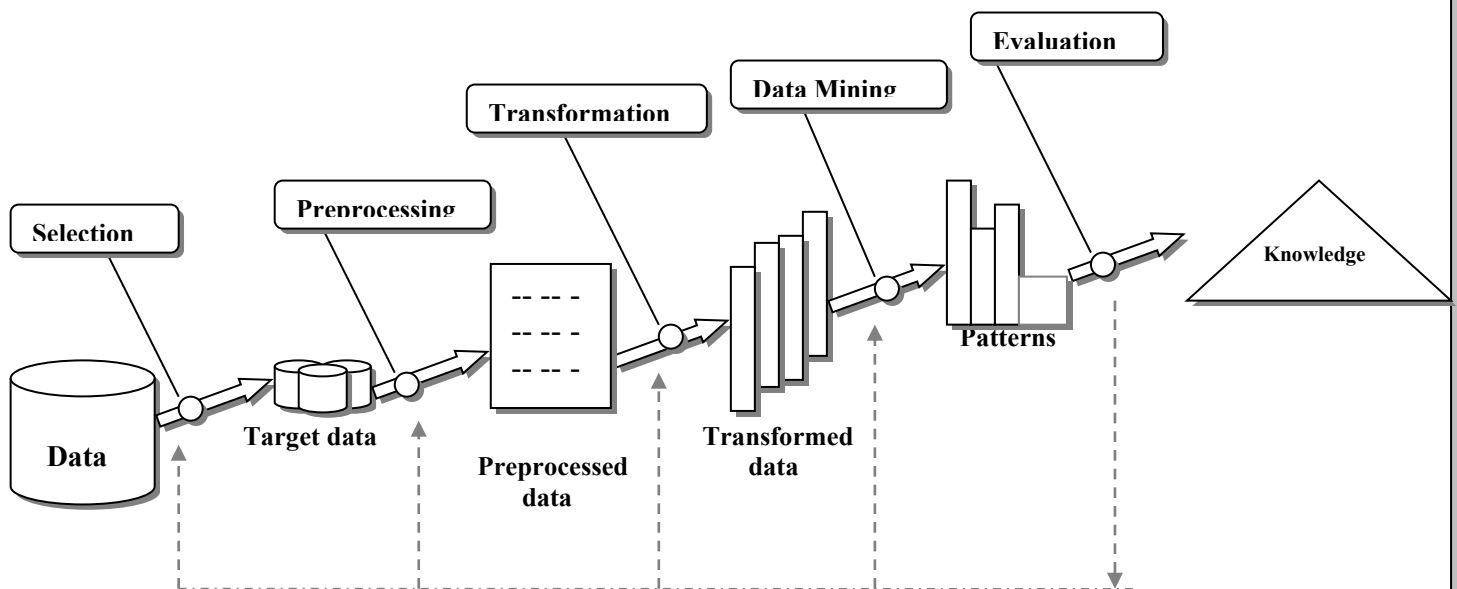 Evaluation
Data Mining
Transformation
Preprocessing
Selection
Knowledge
-- -- -
-- -- -
-- -- -
Patterns
Target data
Transformed
data
Data
Preprocessed
data